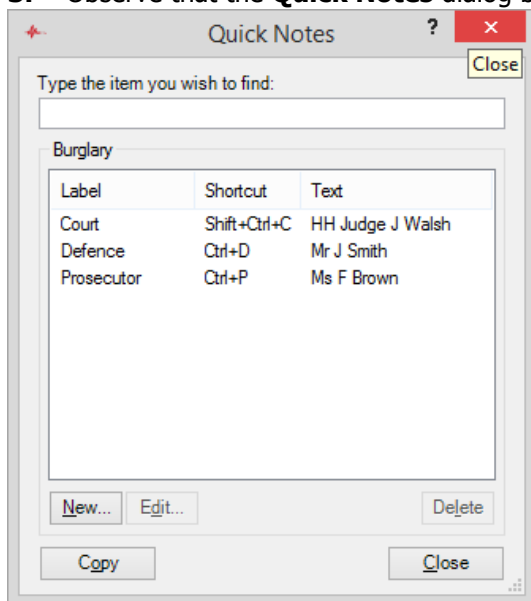 Observe that the Quick Notes dialog b
Quick Notes ? ×
Close
Type the item you wish to find:
Burglary
Label Shortcut Text
Court Shift+Ctrl+C HH Judge J Walsh
Defence Ctrl+D Mr J Smith
Prosecutor Ctrl+P Ms F Brown
New... Edit... Delete
Copy Close